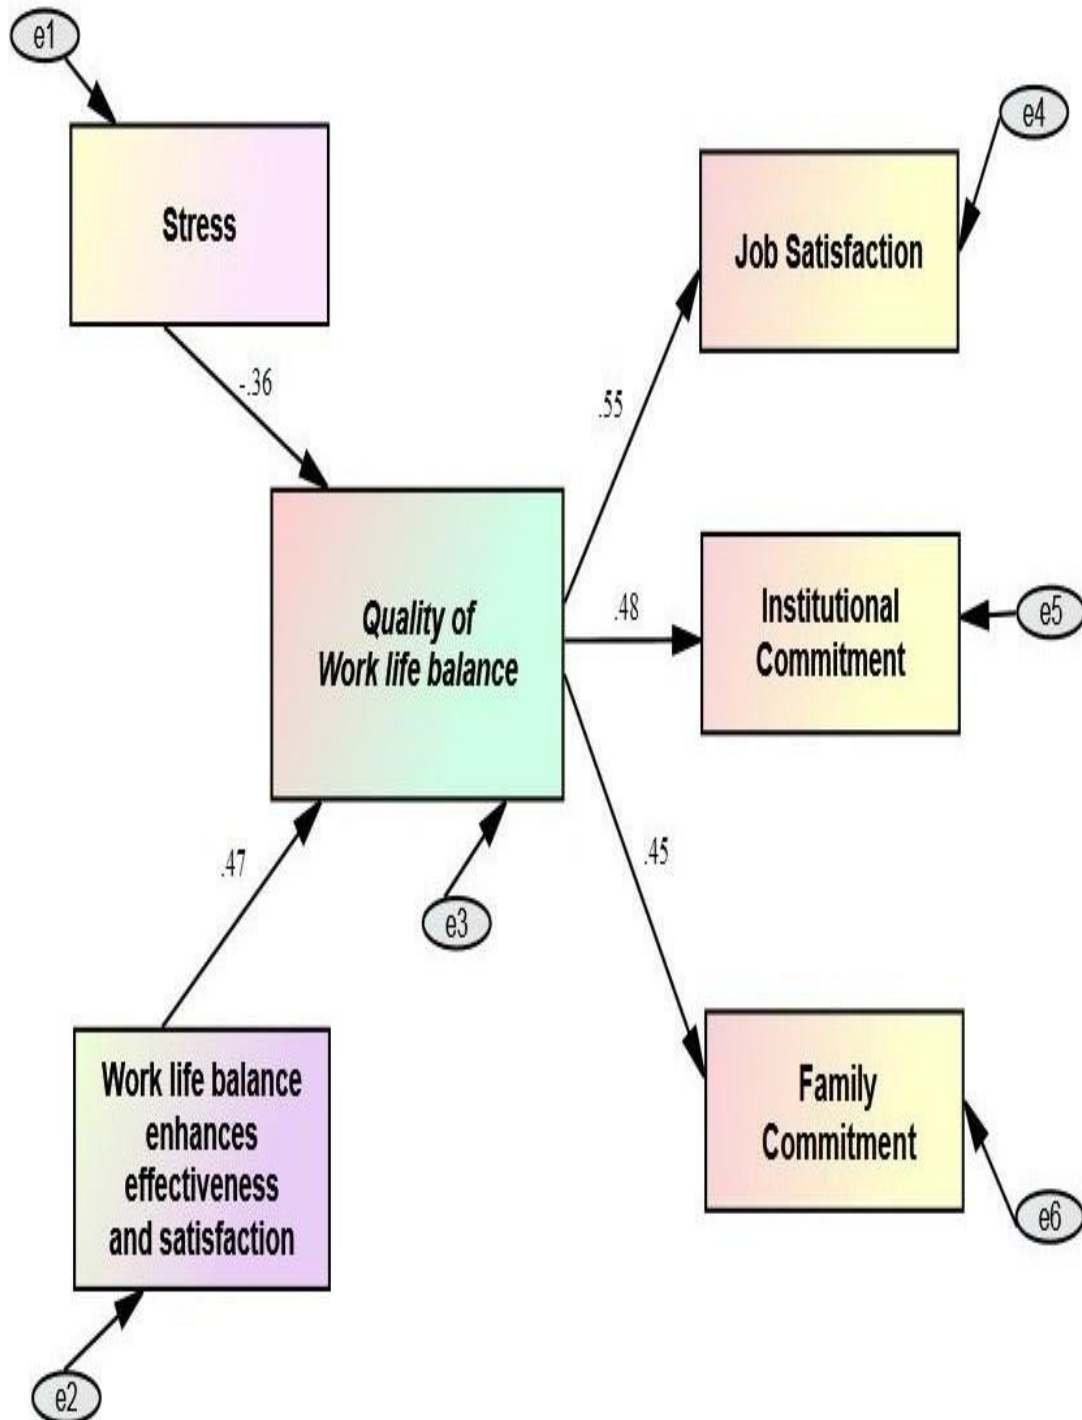 e1
e4
Stress
Job Satisfaction
-.36
.55
Quality of
Work life balance
.48
Institutional
Commitment
e5
.47
.45
e3
Work life balance
enhances
effectiveness
and satisfaction
Family
Commitment
e6
e2